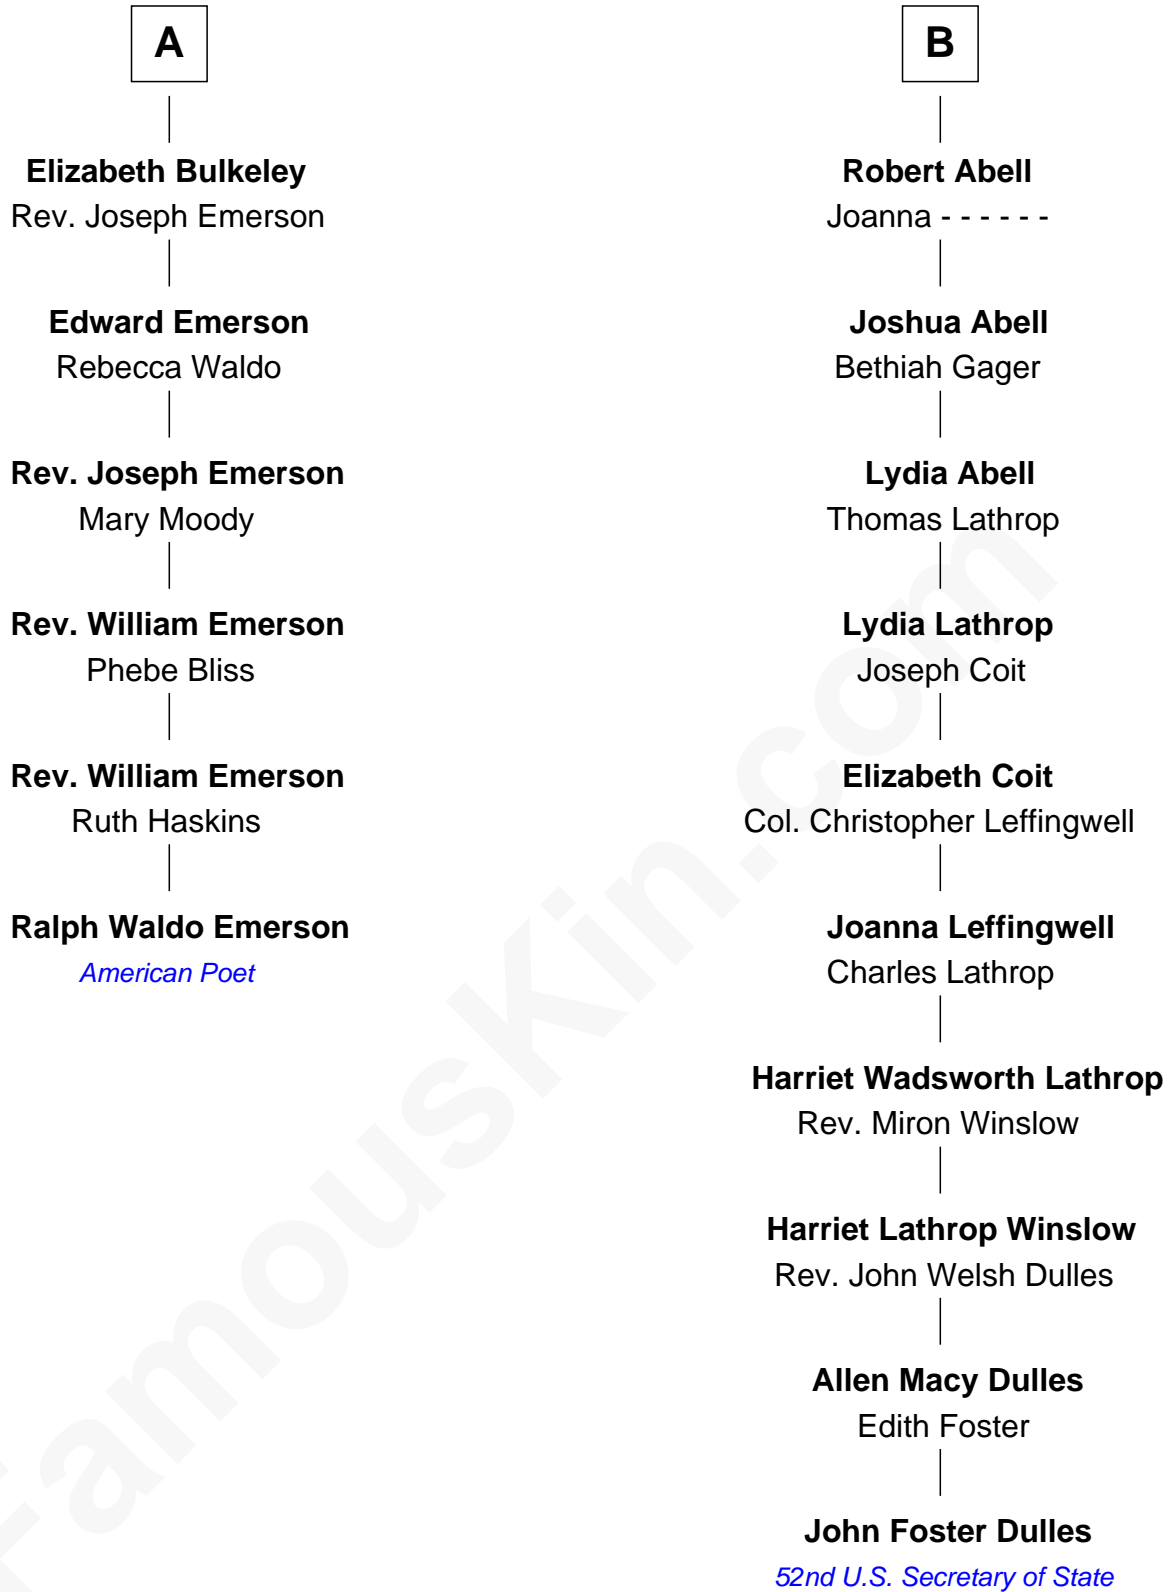 A
Elizabeth Bulkeley
Rev. Joseph Emerson
Edward Emerson
Rebecca Waldo
Rev. Joseph Emerson
Mary Moody
Rev. William Emerson
Phebe Bliss
Rev. William Emerson
Ruth Haskins
Ralph Waldo Emerson
American Poet
B
Robert Abell
Joanna - - - - - -
Joshua Abell
Bethiah Gager
Lydia Abell
Thomas Lathrop
Lydia Lathrop
Joseph Coit
Elizabeth Coit
Col. Christopher Leffingwell
Joanna Leffingwell
Charles Lathrop
Harriet Wadsworth Lathrop
Rev. Miron Winslow
Harriet Lathrop Winslow
Rev. John Welsh Dulles
Allen Macy Dulles
Edith Foster
John Foster Dulles
52nd U.S. Secretary of State
FamousKin.com